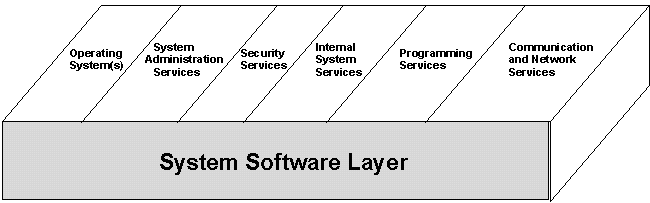 Operating
System(s)
System
Administration
Services
Security
Services
Internal
System
Services
Programming
Services
Communication
and Network
Services
System Software Layer